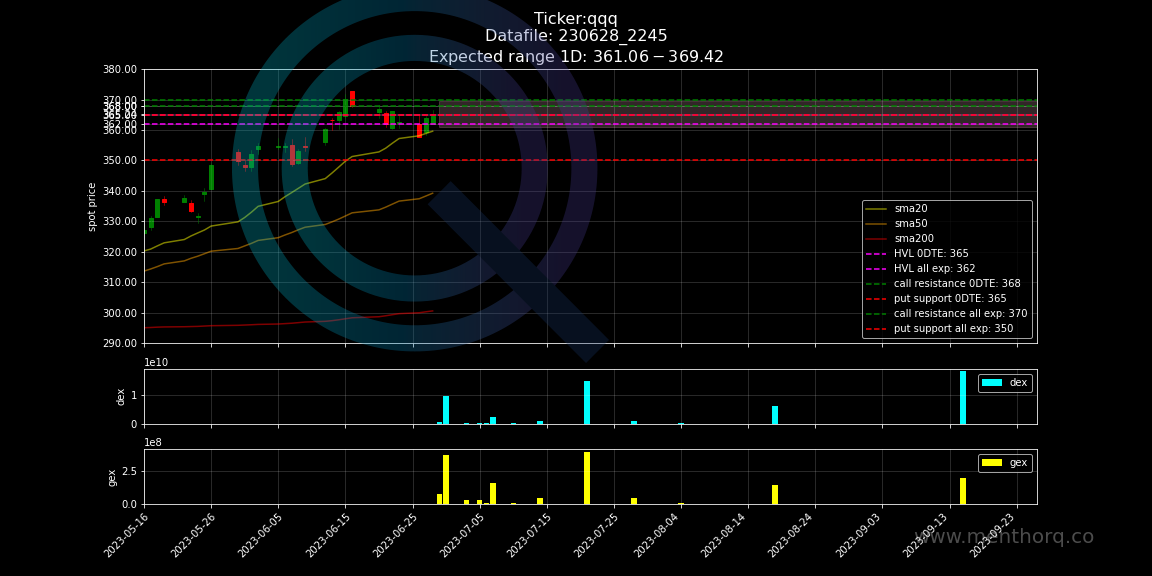 Ticker:qqq
Datafile: 230628_2245
Expected range 1D: 361.06 − 369.42
380.00
370.00
368.00
365.00
362.00
360.00
350.00
340.00
330.00
320.00
310.00
300.00
290.00
spot price
sma20
sma50
sma200
HVL 0DTE: 365
HVL all exp: 362
call resistance 0DTE: 368
put support 0DTE: 365
call resistance all exp: 370
put support all exp: 350
1e10
dex
1
0
dex
1e8
gex
2.5
0.0
gex
2023-05-16
2023-05-26
2023-06-05
2023-06-15
2023-06-25
2023-07-05
2023-07-15
2023-07-25
2023-08-04
2023-08-14
2023-08-24
2023-09-03
2023-09-13
2023-09-23
www.menthorq.co